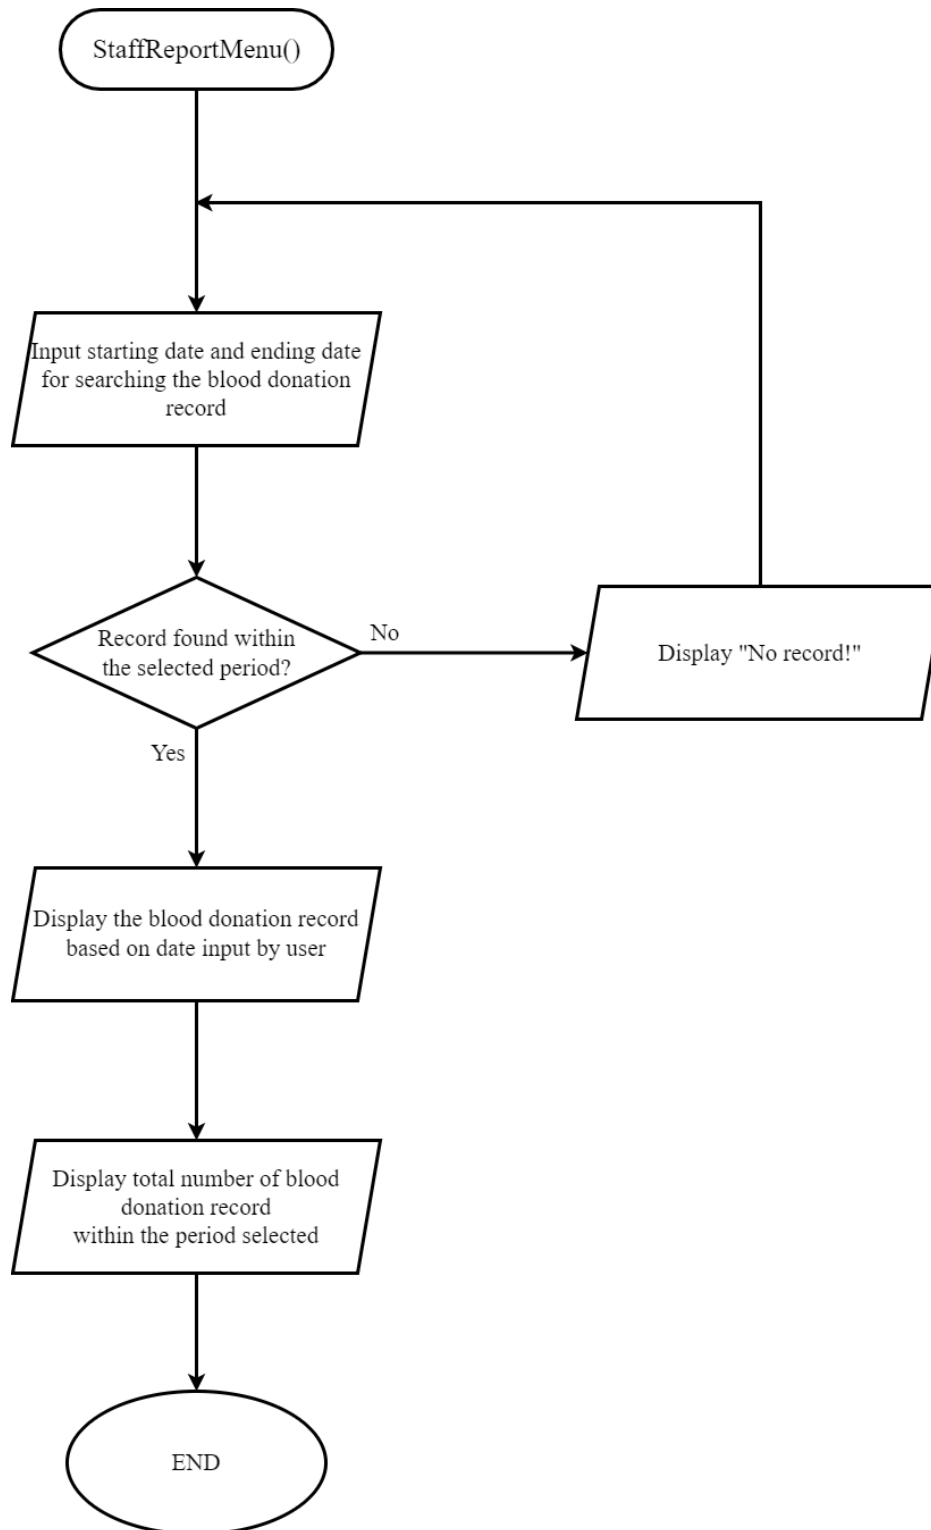 StaffReportMenu()
Input starting date and ending date
for searching the blood donation
record
Record found within
the selected period?
No
Display "No record!"
Yes
Display the blood donation record
based on date input by user
Display total number of blood
donation record
within the period selected
END